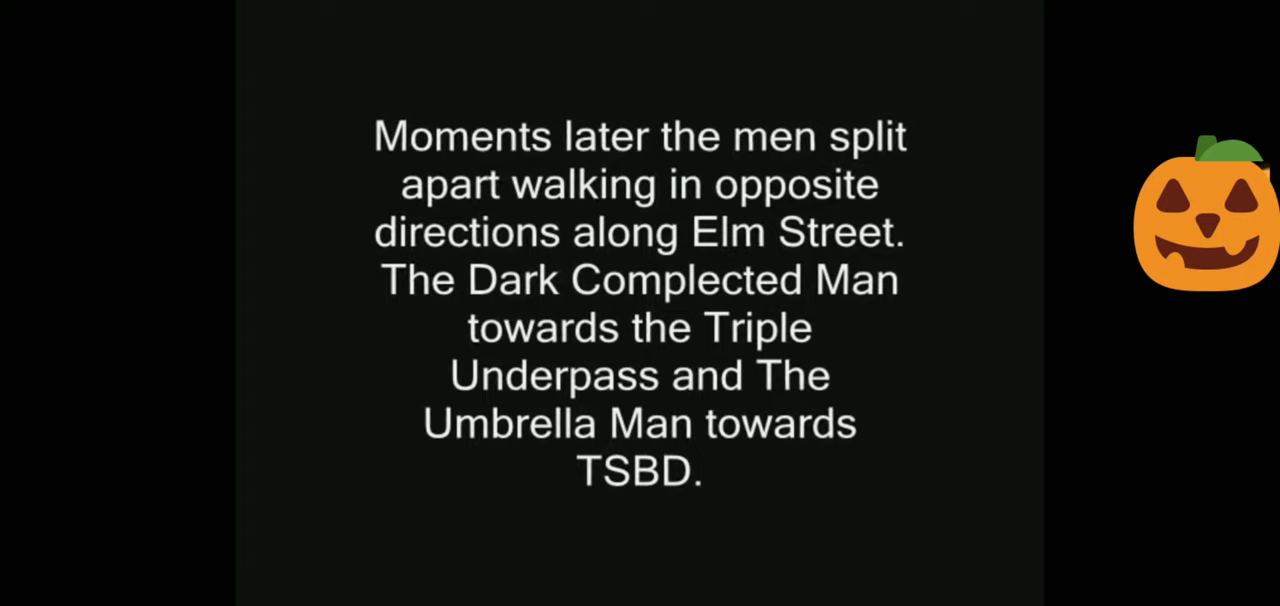 Moments later the men split
apart walking in opposite
directions along Elm Street.
The Dark Complected Man
towards the Triple
Underpass and The
Umbrella Man towards
TSBD.